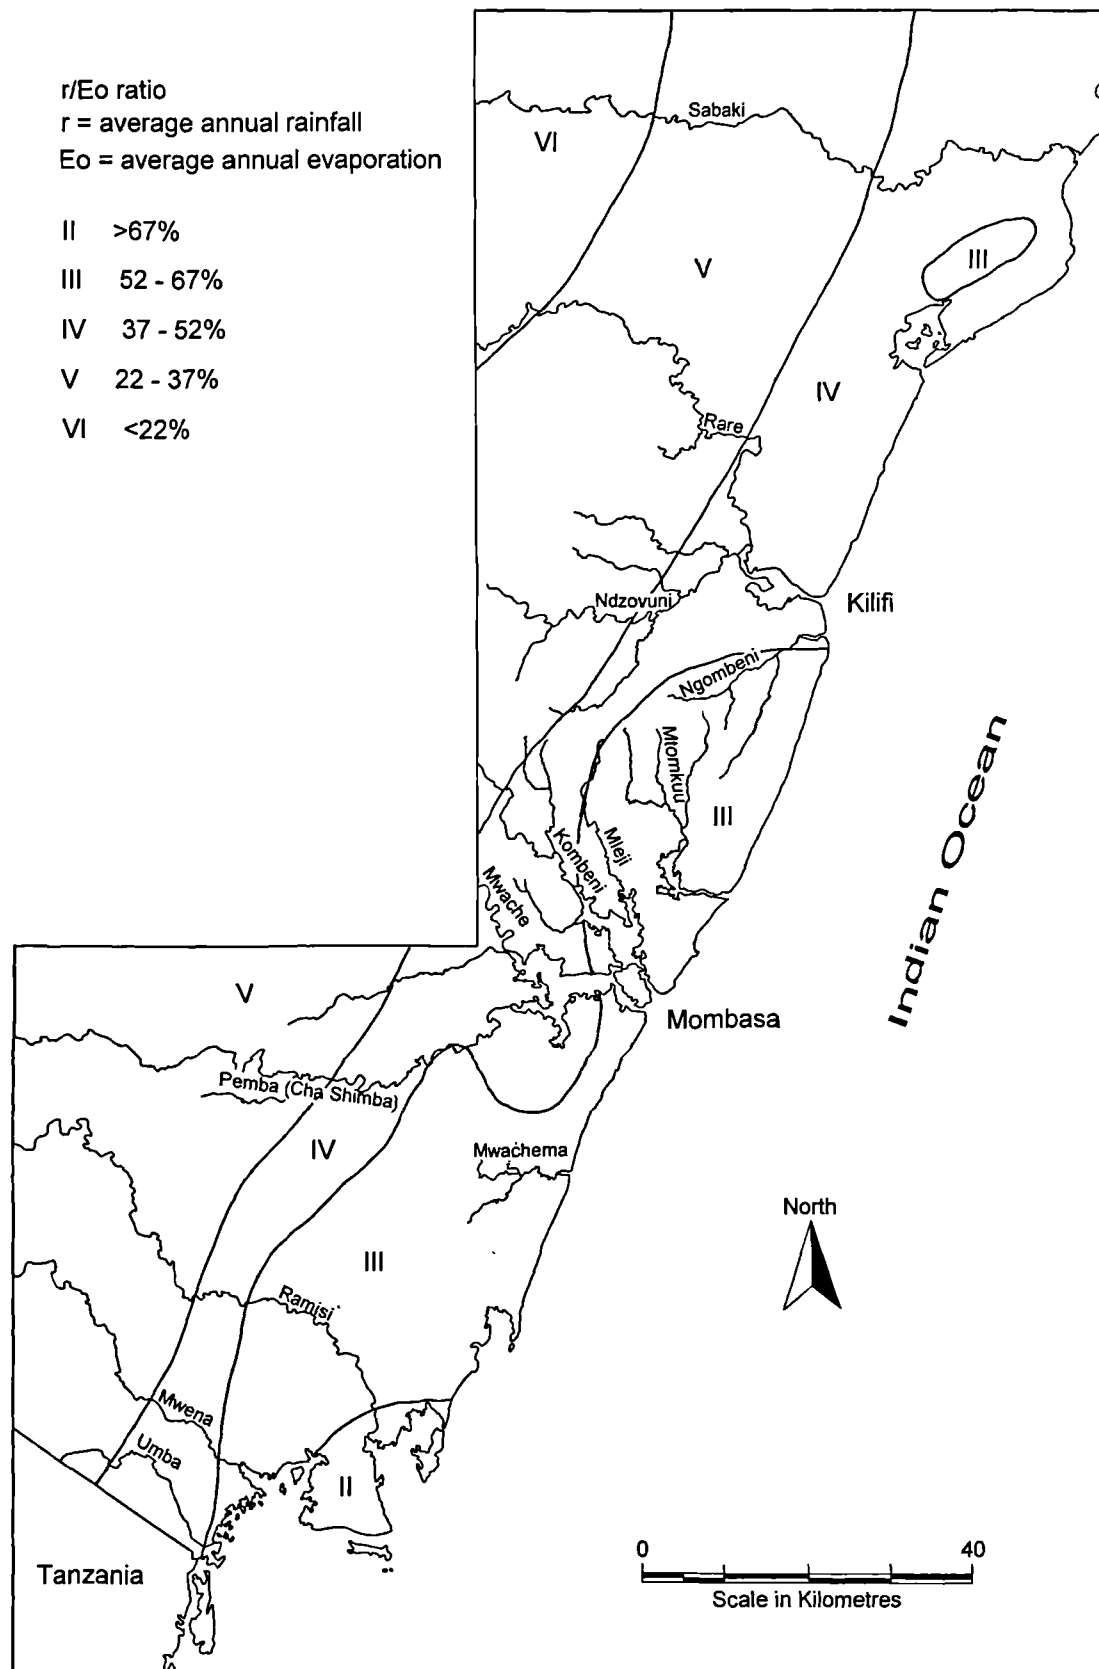 r/Eo ratio
r = average annual rainfall
Eo = average annual evaporation
II >67%
III 52 - 67%
IV 37 - 52%
V 22 - 37%
VI <22%
Sabaki
VI
III
V
IV
Rare
Ndzovuni
Kilifi
Ngombeni
Mtomkuu
III
Kombeni
Mleji
Mwache
Indian Ocean
V
Mombasa
Pemba (Cha Shimba)
IV
Mwachema
North
III
Ramisi
Mwena
Umba
II
Tanzania
0 40
Scale in Kilometres